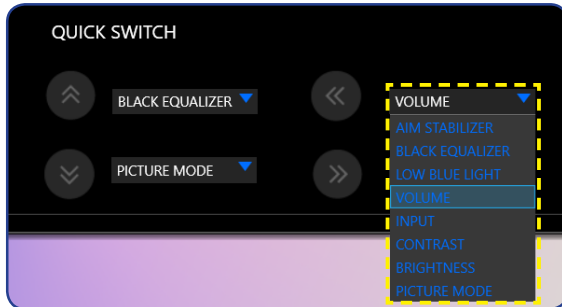 QUICK SWITCH
BLACK EQUALIZER
PICTURE MODE
VOLUME
AIM STABILIZER
BLACK EQUALIZER
LOW BLUE LIGHT
VOLUME
INPUT
CONTRAST
BRIGHTNESS
PICTURE MODE